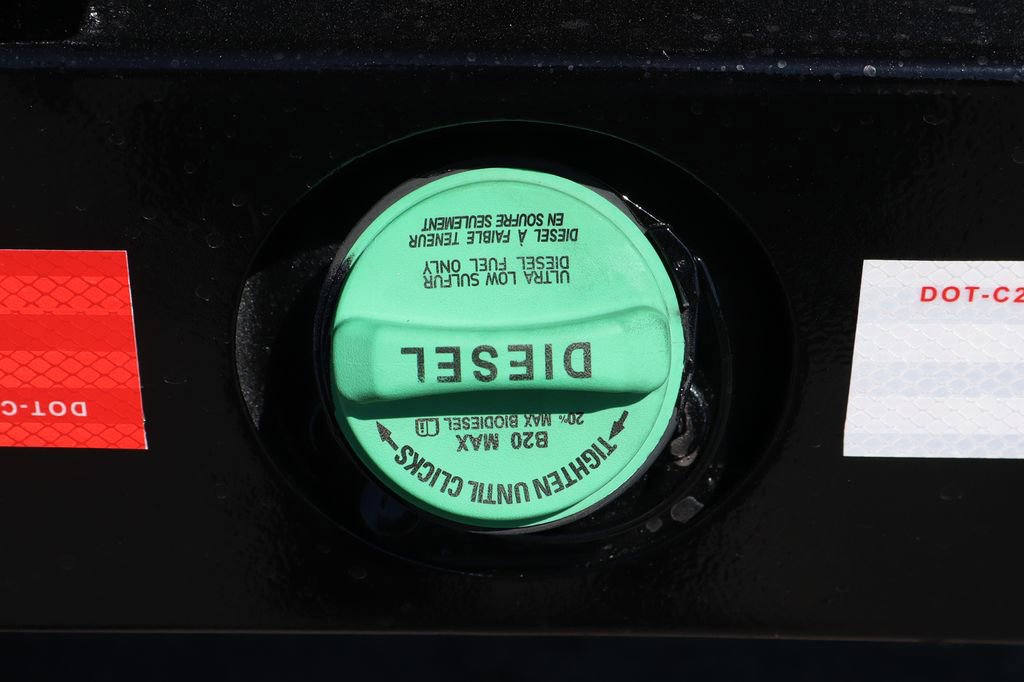 TIGHTEN UNTIL CLICKS
B20 MAX
20% MAX BIODIESEL
DIESEL
ULTRA LOW SULFUR
DIESEL FUEL ONLY
DIESEL À FAIBLE TENEUR
EN SOUFRE SEULEMENT
DOT-C
DOT-C2